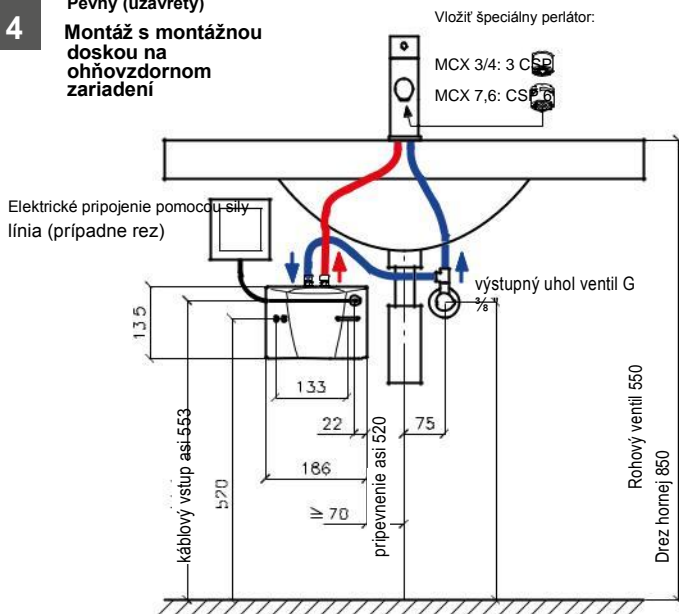 4
Pevný (uzavretý)
Montáž s montážnou
doskou na
ohňovzdornom
zariadení
Vložiť špeciálny perlátor:
MCX 3/4: 3 CSP
MCX 7,6: CSP 6
Elektrické pripojenie pomocou sily
línia (prípadne rez)
výstupný uhol ventil G
⅜ "
135
133
22
75
186
≥ 70
520
káblový vstup asi 553
pripevnenie asi 520
Rohový ventil 550
Drez hornej 850